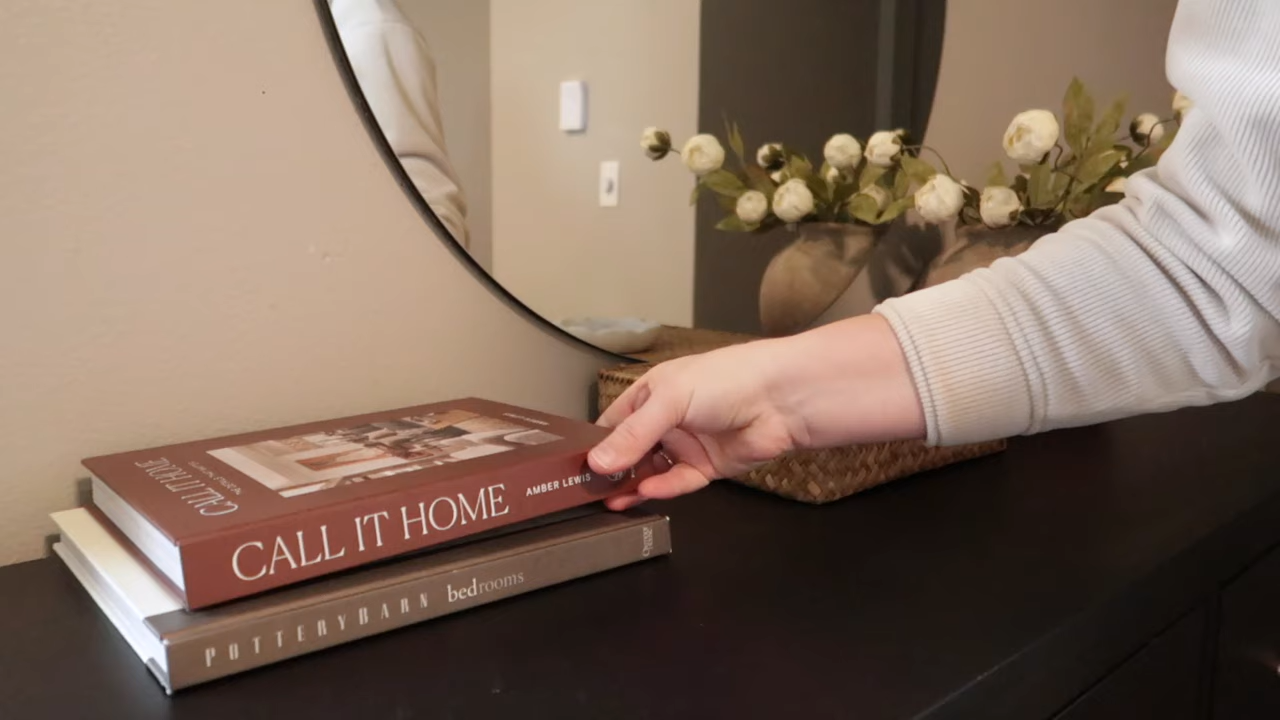 CALL IT HOME
CALL IT HOME AMBER LEWIS
POTTERYBARN bedrooms